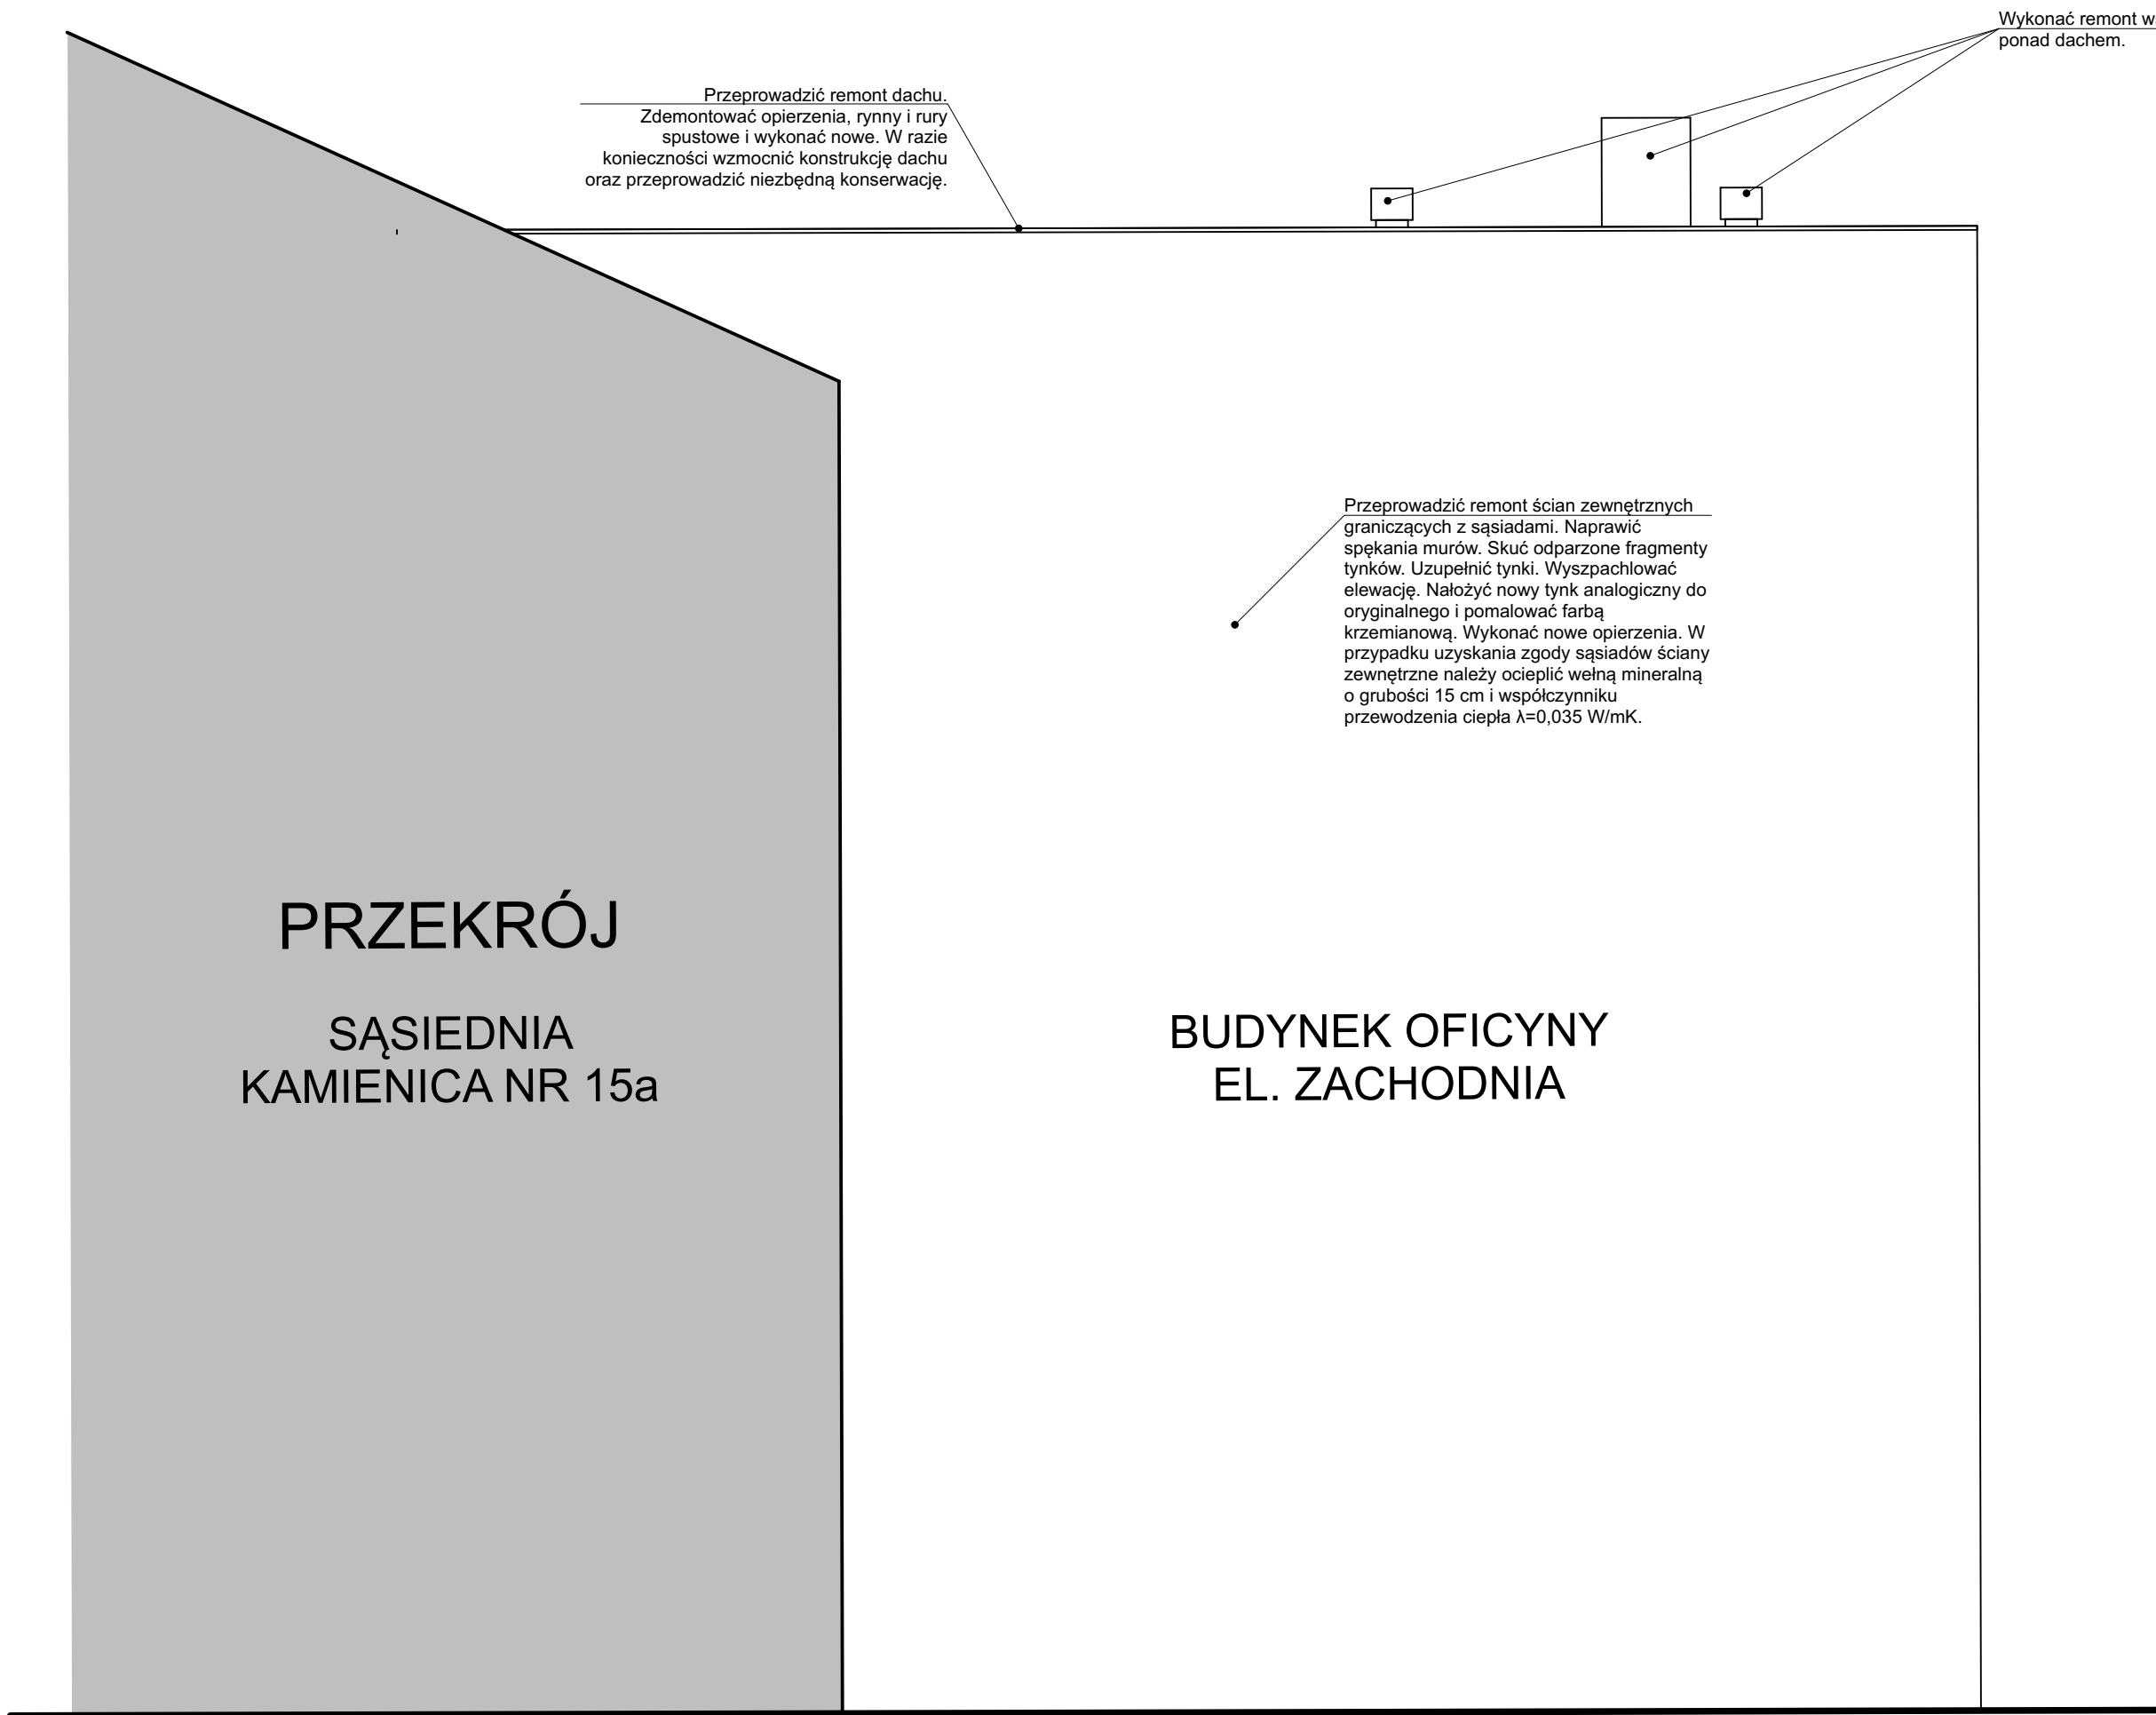 Wykonać remont
ponad dachem.
Przeprowadzić remont dachu.
Zdemontować opierzenia, rynny i rury
spustowe i wykonać nowe. W razie
konieczności wzmocnić konstrukcję dachu
oraz przeprowadzić niezbędną konserwację.
Przeprowadzić remont ścian zewnętrznych
graniczących z sąsiadami. Naprawić
spękania murów. Skuć odparzone fragmenty
tynków. Uzupełnić tynki. Wyszpachlować
elewację. Nałożyć nowy tynk analogiczny do
oryginalnego i pomalować farbą
krzemianową. Wykonać nowe opierzenia. W
przypadku uzyskania zgody sąsiadów ściany
zewnętrzne należy ocieplić wełną mineralną
o grubości 15 cm i współczynniku
przewodzenia ciepła λ=0,035 W/mK.
PRZEKRÓJ
SĄSIEDNIA
KAMIENICA NR 15a
BUDYNEK OFICYNY
EL. ZACHODNIA